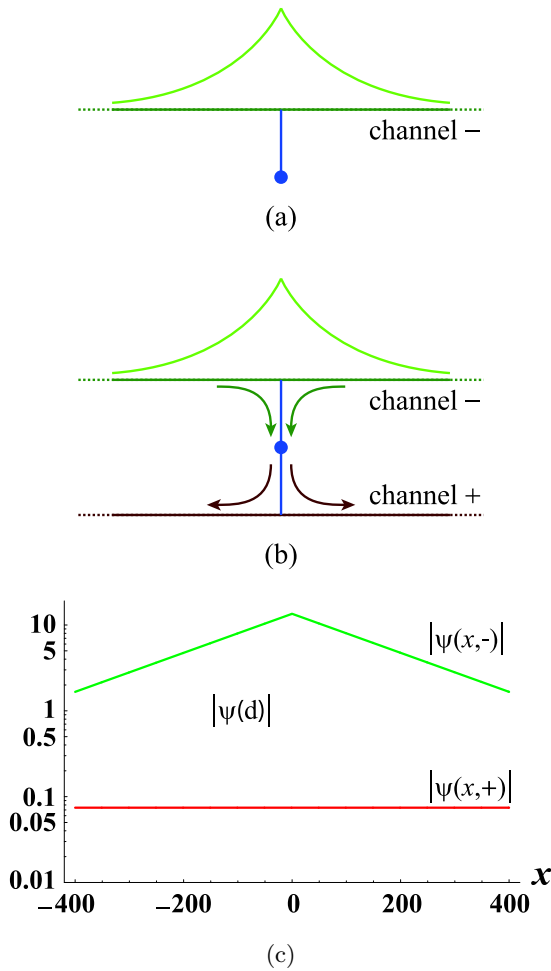 channel −
(a)
channel −
channel +
(b)
10
5
|ψ(x,-)|
|ψ(d)|
1
0.5
0.1
|ψ(x,+)|
0.05
0.01
x
−400
−200
0
200
400
(c)